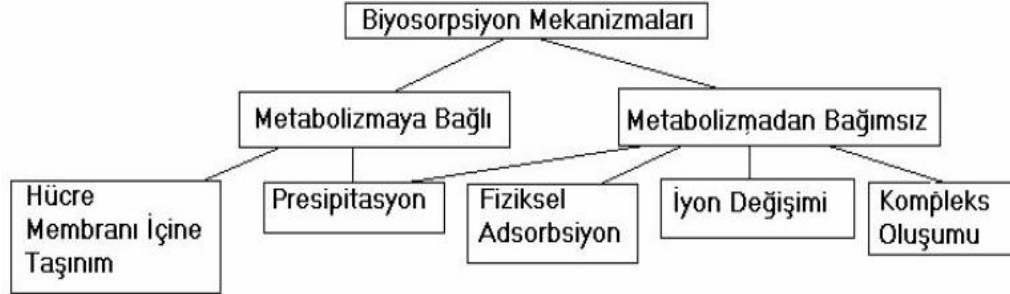 Biyosorpsiyon Mekanizmaları
Metabolizmaya Bağlı
Metabolizmadan Bağımsız
Hücre
Membranı İçine
Taşınım
Presipitasyon
Fiziksel
Adsorbsiyon
İyon Değişimi
Kompleks
Oluşumu